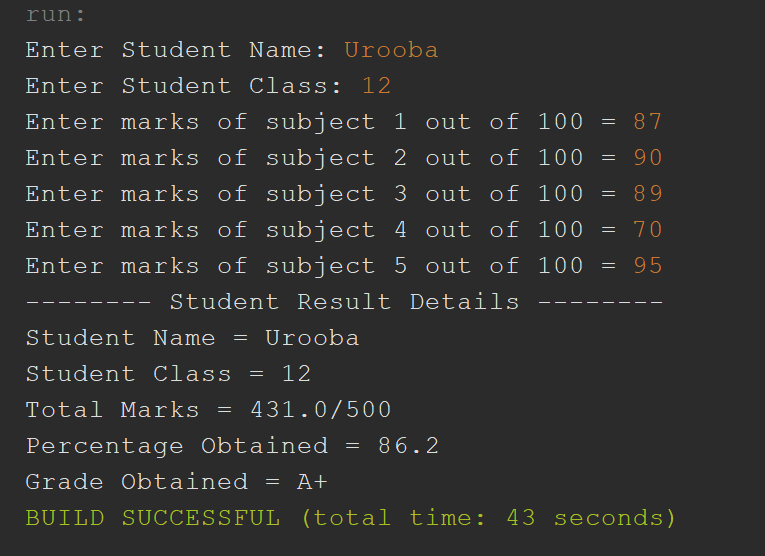 run:
Enter Student Name: Urooba
Enter Student Class: 12
Enter marks of subject 1 out of 100 = 87
Enter marks of subject 2 out of 100 = 90
Enter marks of subject 3 out of 100 = 89
Enter marks of subject 4 out of 100 = 70
Enter marks of subject 5 out of 100 = 95
-------- Student Result Details --------
Student Name = Urooba
Student Class = 12
Total Marks = 431.0/500
Percentage Obtained = 86.2
Grade Obtained = A+
BUILD SUCCESSFUL (total time: 43 seconds)